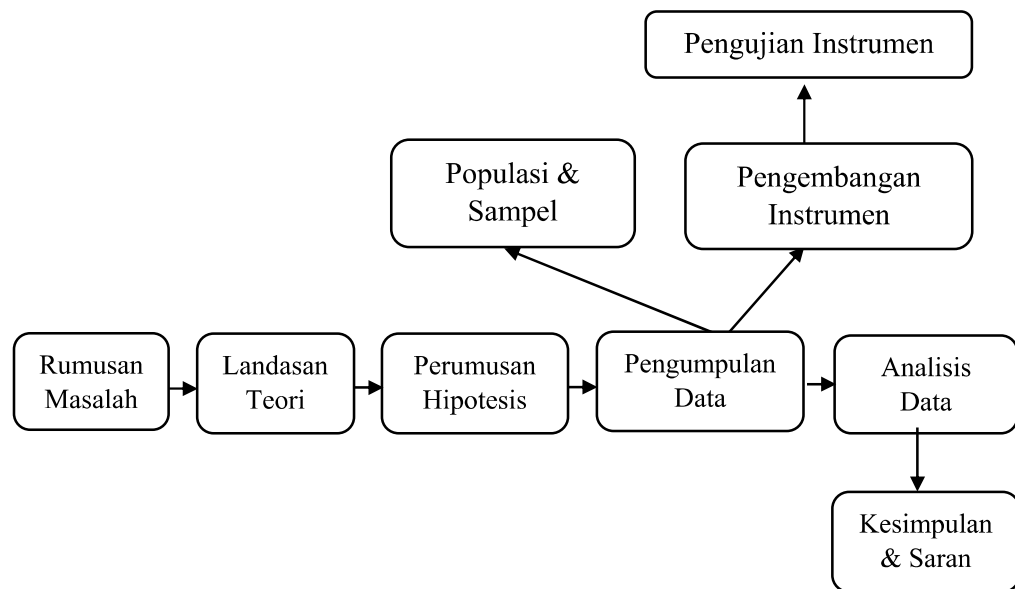 Pengujian Instrumen
Populasi &
Sampel
Pengembangan
Instrumen
Rumusan
Masalah
Landasan
Teori
Perumusan
Hipotesis
Pengumpulan
Data
Analisis
Data
Kesimpulan
& Saran